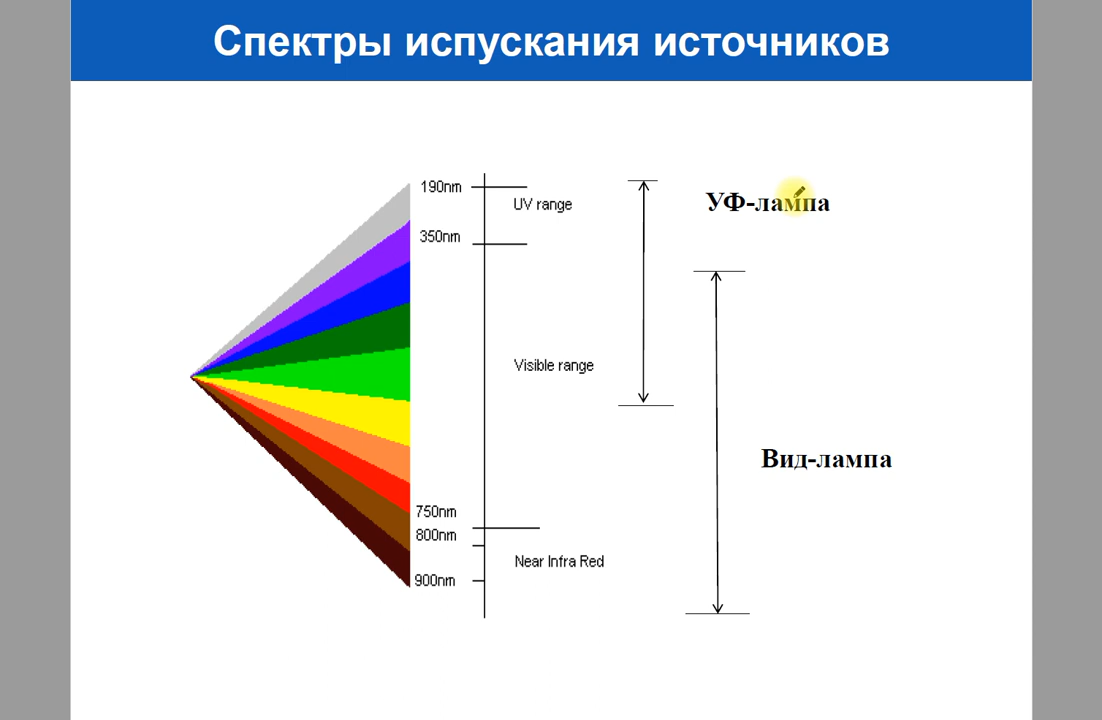 Спектры испускания источников
190nm
UV range
УФ-лампа
350nm
Visible range
Вид-лампа
750nm
800nm
Near Infra Red
900nm